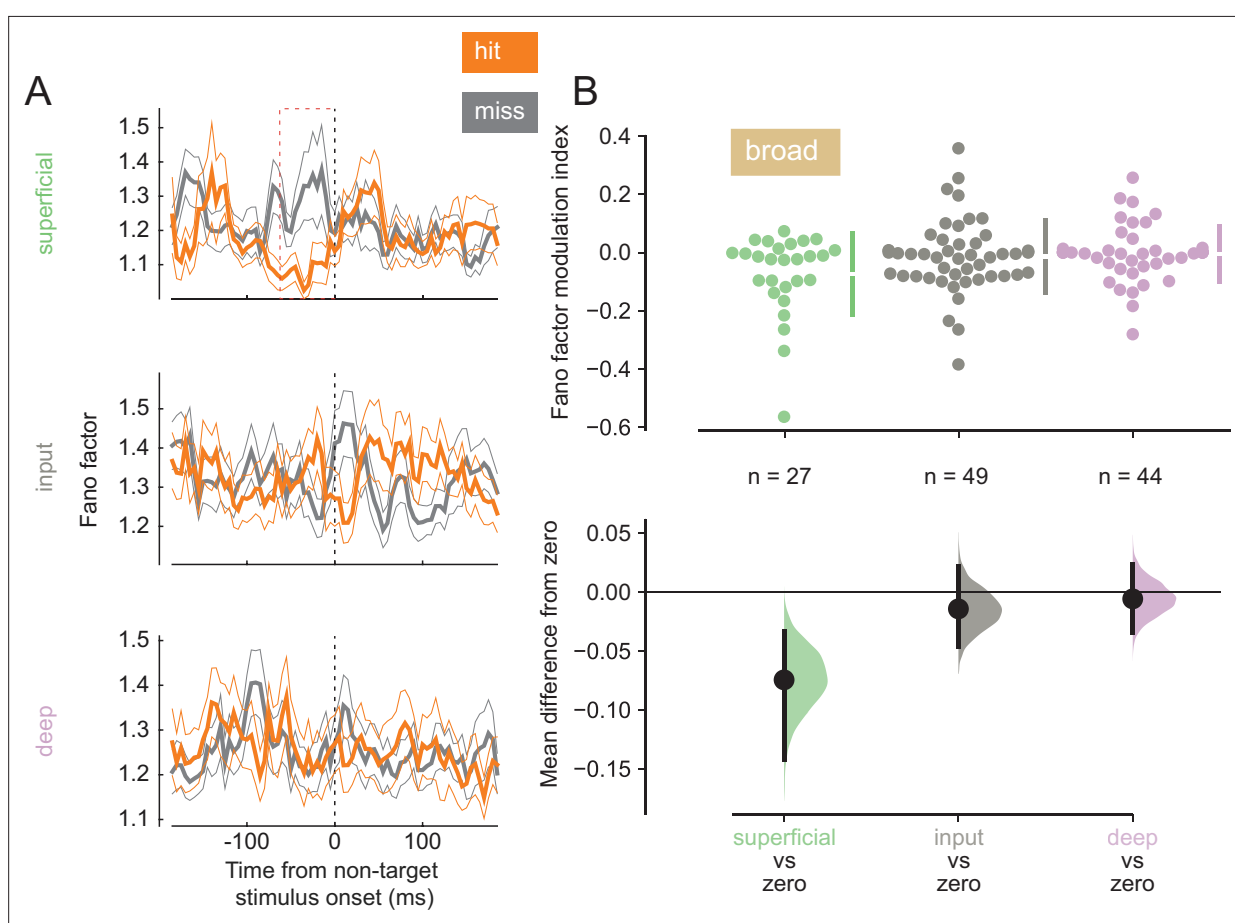 hit
miss
A
superficial
1.5
1.4
1.3
1.2
1.1
input
Fano factor
1.5
1.4
1.3
1.2
deep
1.5
1.4
1.3
1.2
1.1
-100
0
100
Time from non-target
stimulus onset (ms)
B
broad
Fano factor modulation index
0.4
0.2
0.0
−0.2
−0.4
−0.6
n = 27
n = 49
n = 44
Mean difference from zero
0.05
0.00
−0.05
−0.10
−0.15
superficial
vs
zero
input
vs
zero
deep
vs
zero